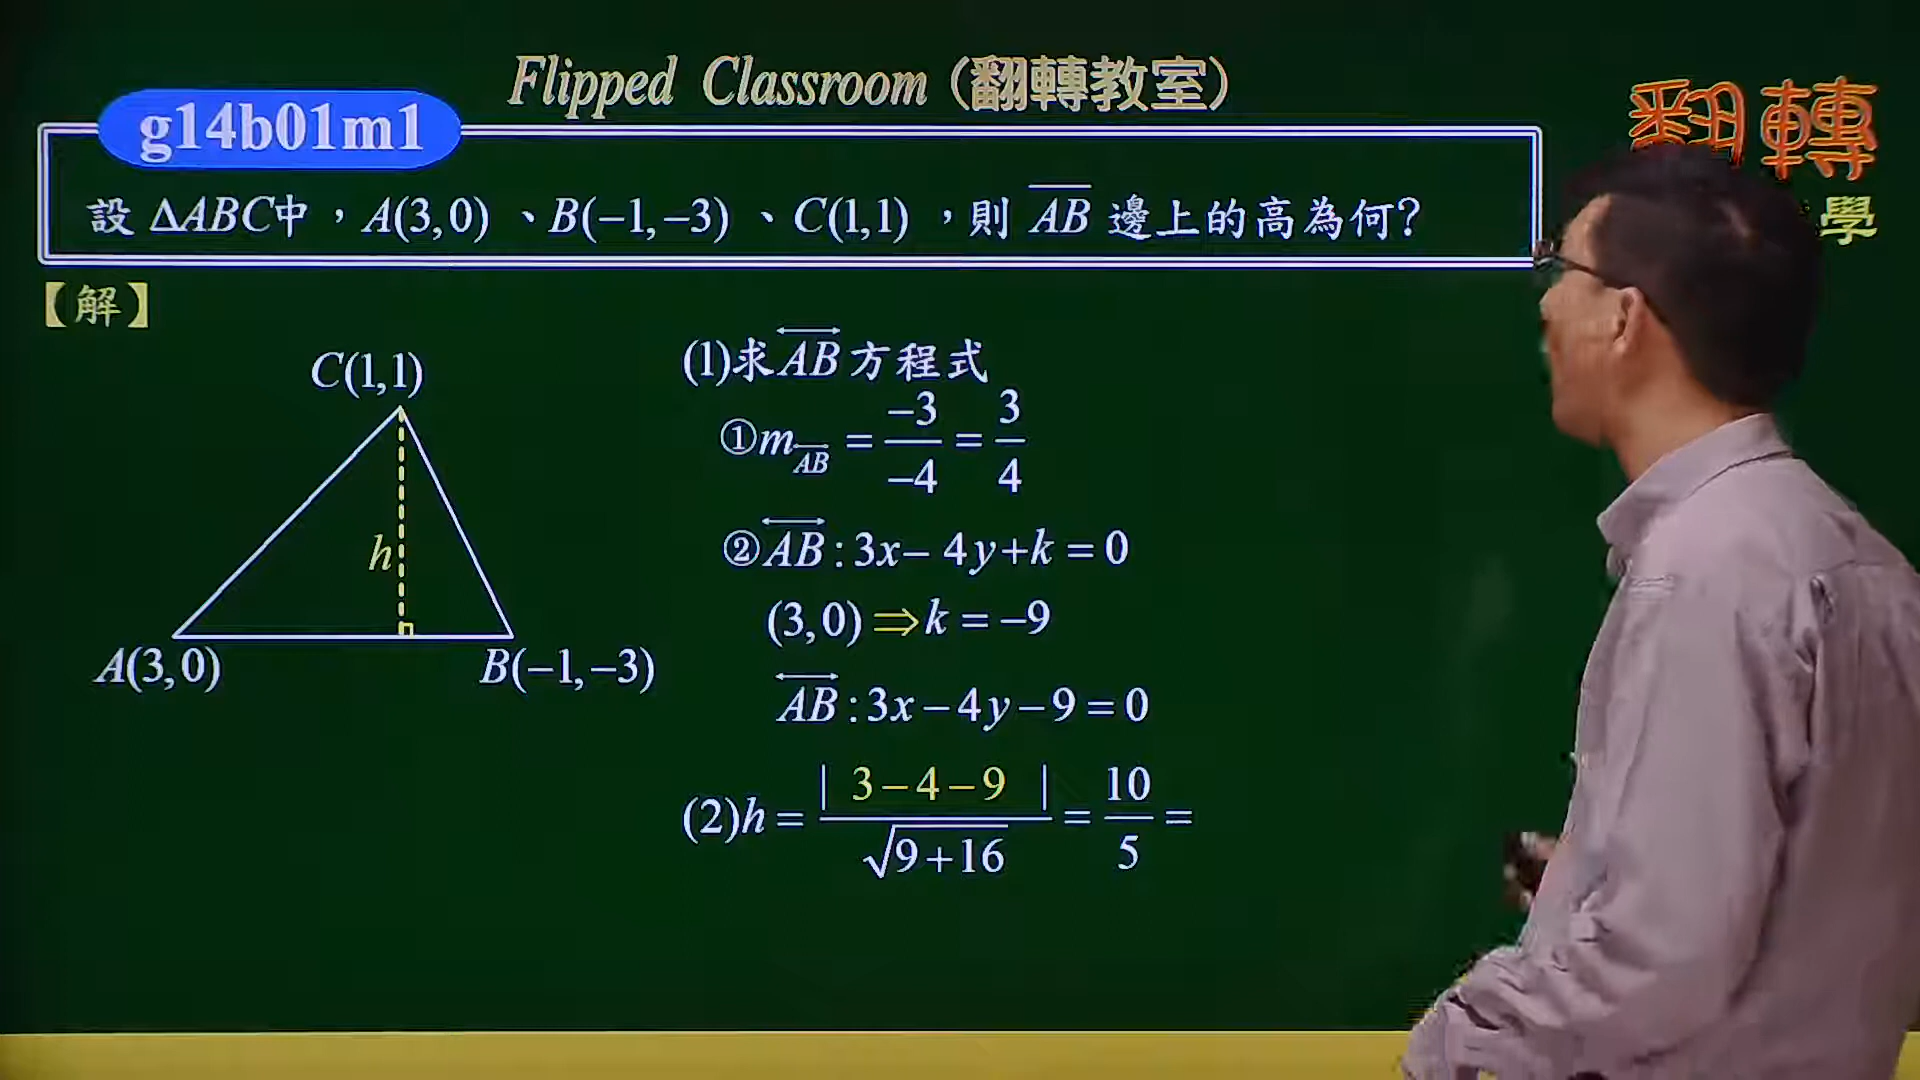 Flipped Classroom (翻轉教室)
翻轉
學
g14b01m1
設 ΔABC中，A(3,0)、B(−1,−3)、C(1,1)，則 A̅B̅ 邊上的高為何?
【解】
C(1,1)
h
A(3,0)
B(−1,−3)
(1)求AB方程式
①m_AB = −3/−4 = 3/4
②AB:3x−4y+k=0
(3,0)⇒k=−9
AB:3x−4y−9=0
(2)h= |3−4−9|/√9+16 = 10/5 =